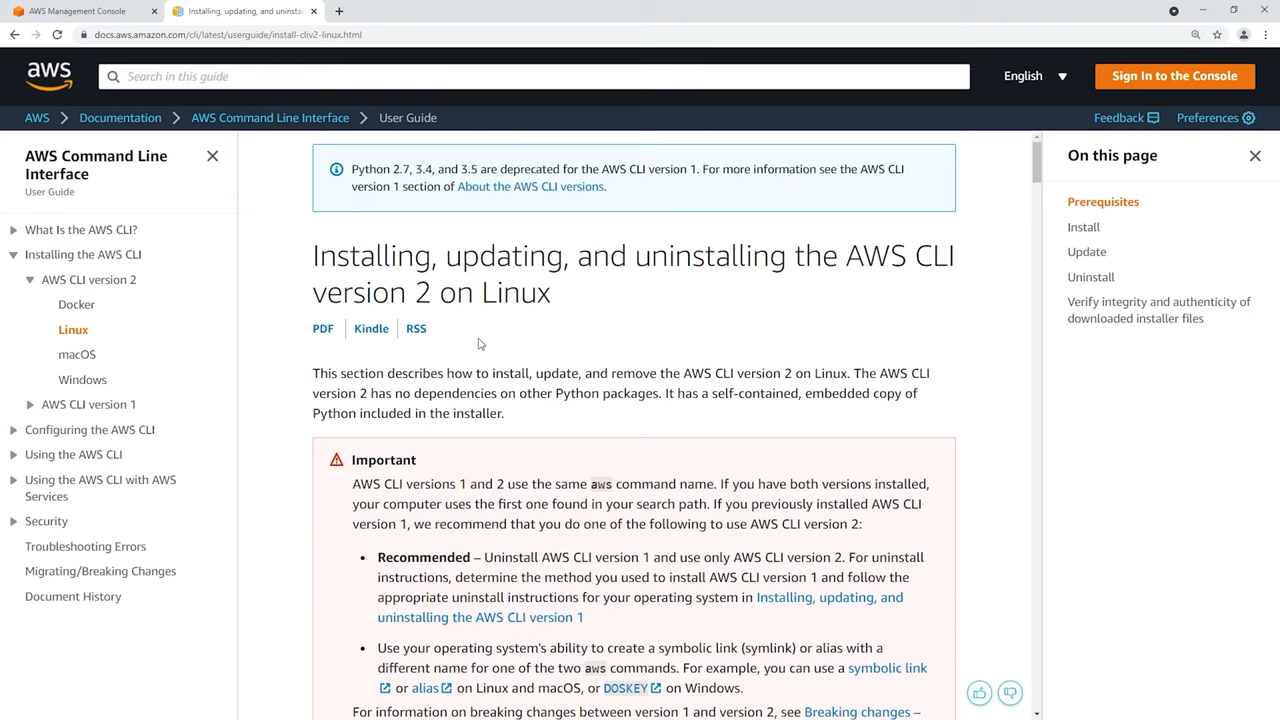 AWS Management Console
Installing, updating, and uninsta
docs.aws.amazon.com/cli/latest/userguide/install-cliv2-linux.html
aws
Search in this guide
English
Sign In to the Console
AWS
Documentation
AWS Command Line Interface
User Guide
Feedback
Preferences
AWS Command Line
Interface
User Guide
What Is the AWS CLI?
Installing the AWS CLI
AWS CLI version 2
Docker
Linux
macOS
Windows
AWS CLI version 1
Configuring the AWS CLI
Using the AWS CLI
Using the AWS CLI with AWS
Services
Security
Troubleshooting Errors
Migrating/Breaking Changes
Document History
Python 2.7, 3.4, and 3.5 are deprecated for the AWS CLI version 1. For more information see the AWS CLI
version 1 section of About the AWS CLI versions.
Installing, updating, and uninstalling the AWS CLI
version 2 on Linux
PDF
Kindle
RSS
This section describes how to install, update, and remove the AWS CLI version 2 on Linux. The AWS CLI
version 2 has no dependencies on other Python packages. It has a self-contained, embedded copy of
Python included in the installer.
Important
AWS CLI versions 1 and 2 use the same aws command name. If you have both versions installed,
your computer uses the first one found in your search path. If you previously installed AWS CLI
version 1, we recommend that you do one of the following to use AWS CLI version 2:
• Recommended – Uninstall AWS CLI version 1 and use only AWS CLI version 2. For uninstall
instructions, determine the method you used to install AWS CLI version 1 and follow the
appropriate uninstall instructions for your operating system in Installing, updating, and
uninstalling the AWS CLI version 1
• Use your operating system's ability to create a symbolic link (symlink) or alias with a
different name for one of the two aws commands. For example, you can use a symbolic link
or alias on Linux and macOS, or DOSKEY on Windows.
For information on breaking changes between version 1 and version 2, see Breaking changes –
On this page
Prerequisites
Install
Update
Uninstall
Verify integrity and authenticity of
downloaded installer files